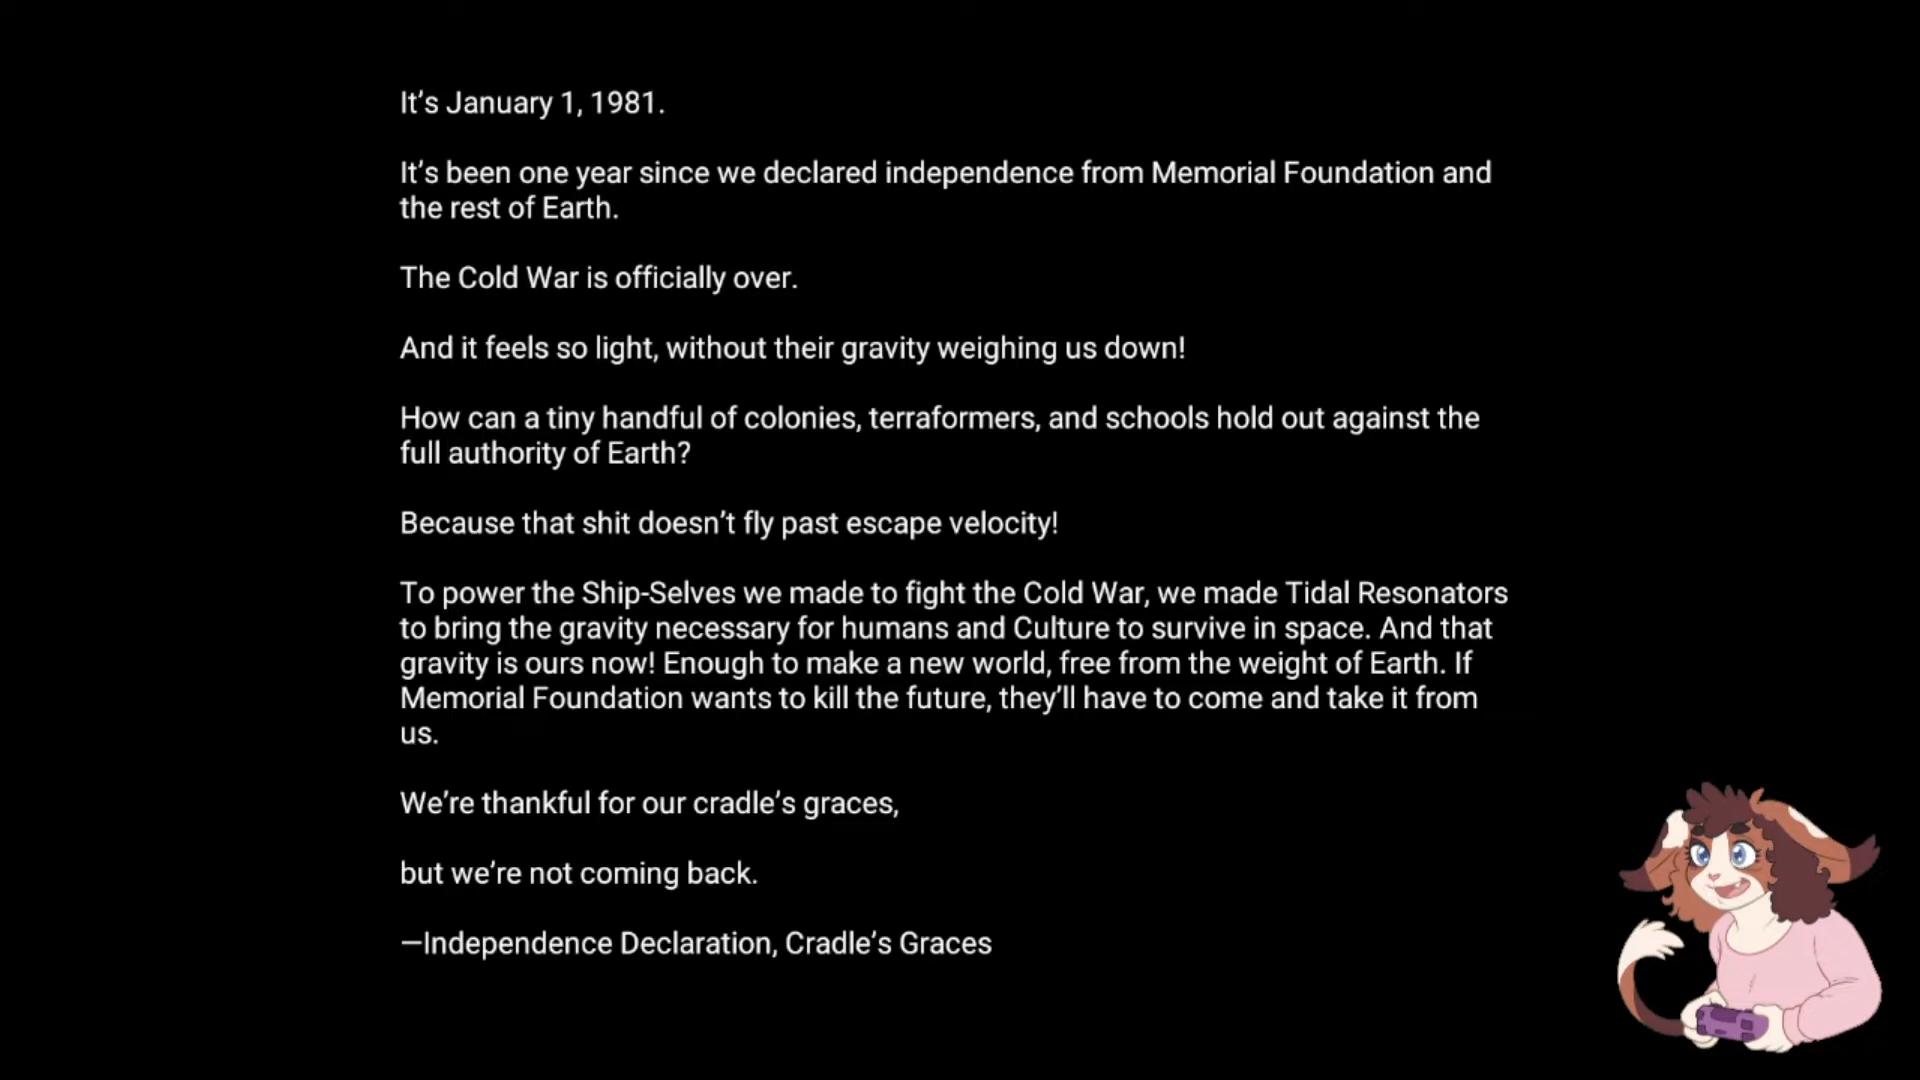 It’s January 1, 1981.
It’s been one year since we declared independence from Memorial Foundation and
the rest of Earth.
The Cold War is officially over.
And it feels so light, without their gravity weighing us down!
How can a tiny handful of colonies, terraformers, and schools hold out against the
full authority of Earth?
Because that shit doesn’t fly past escape velocity!
To power the Ship-Selves we made to fight the Cold War, we made Tidal Resonators
to bring the gravity necessary for humans and Culture to survive in space. And that
gravity is ours now! Enough to make a new world, free from the weight of Earth. If
Memorial Foundation wants to kill the future, they’ll have to come and take it from
us.
We’re thankful for our cradle’s graces,
but we’re not coming back.
—Independence Declaration, Cradle’s Graces